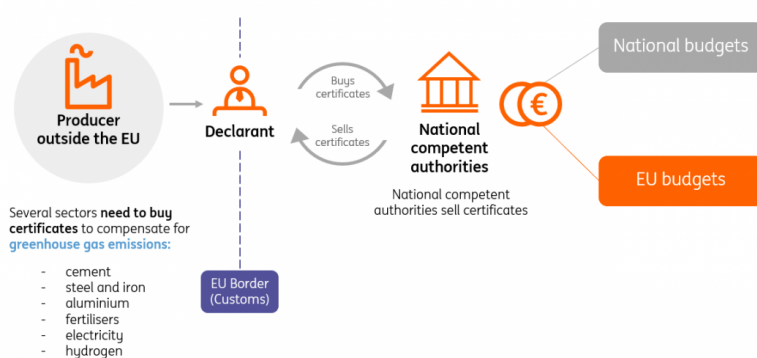 Producer
outside the EU
Declarant
Buys
certificates
Sells
certificates
National
competent
authorities
National competent
authorities sell certificates
€
National budgets
EU budgets
Several sectors need to buy
certificates to compensate for
greenhouse gas emissions:
- cement
- steel and iron
- aluminium
- fertilisers
- electricity
- hydrogen
EU Border
(Customs)